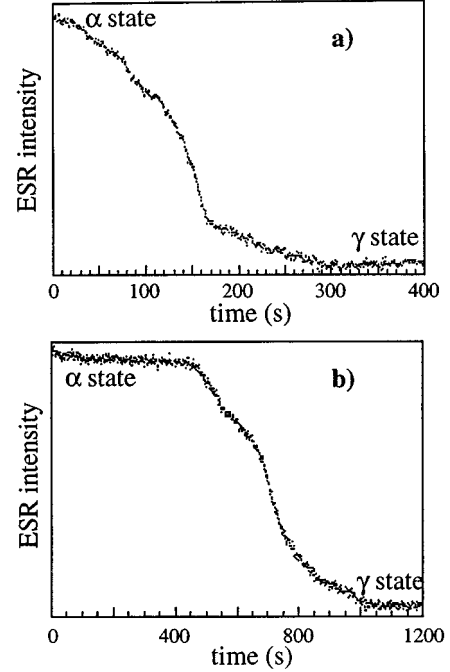 α state
a)
ESR intensity
γ state
0 100 200 300 400
time (s)
α state
b)
ESR intensity
γ state
0 400 800 1200
time (s)